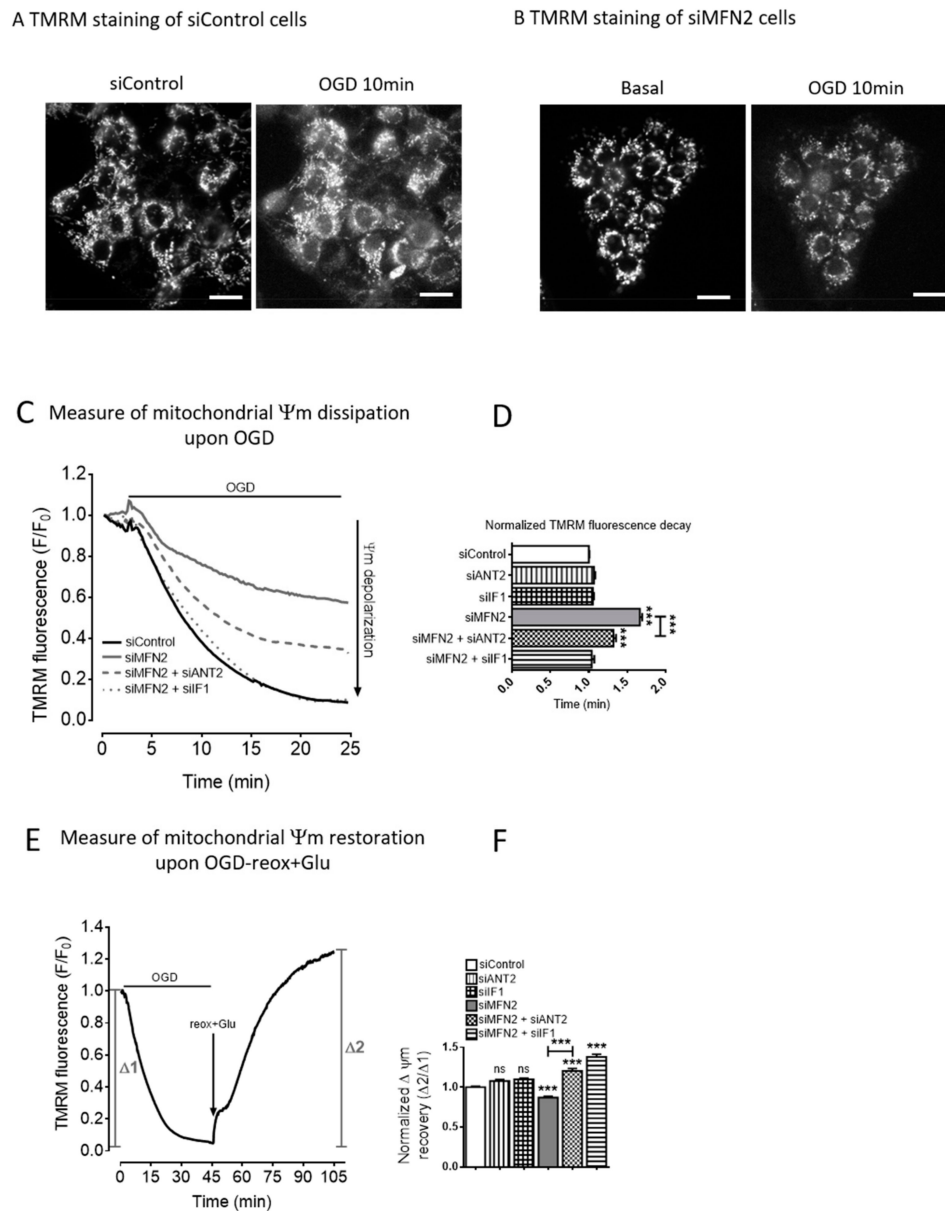 A TMRM staining of siControl cells
B TMRM staining of siMFN2 cells
siControl
OGD 10min
Basal
OGD 10min
C Measure of mitochondrial Ψm dissipation
upon OGD
1.2
1.0
0.8
0.6
0.4
0.2
0.0
TMRM fluorescence (F/F0)
OGD
Ψm depolarization
siControl
siMFN2
siMFN2 + siANT2
siMFN2 + siIF1
0 5 10 15 20 25
Time (min)
D
Normalized TMRM fluorescence decay
siControl
siANT2
siIF1
siMFN2
siMFN2 + siANT2
siMFN2 + siIF1
***
***
***
0.0 0.5 1.0 1.5 2.0
Time (min)
E Measure of mitochondrial Ψm restoration
upon OGD-reox+Glu
1.4
1.2
1.0
0.8
0.6
0.4
0.2
0.0
TMRM fluorescence (F/F0)
OGD
reox+Glu
Δ1
Δ2
0 15 30 45 60 75 90 105
Time (min)
F
siControl
siANT2
siIF1
siMFN2
siMFN2 + siANT2
siMFN2 + siIF1
Normalized Δ ψm
recovery (Δ2/Δ1)
1.5
1.0
0.5
0.0
ns
ns
***
***
***
***